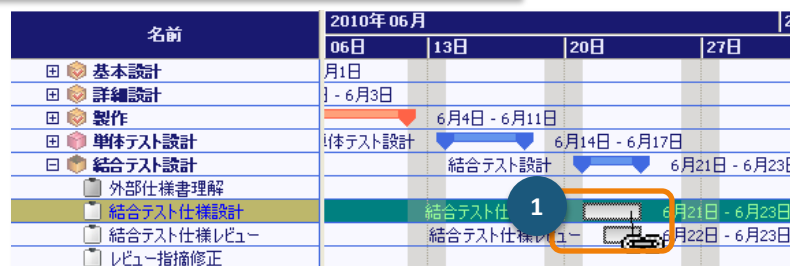 名前
2010年06月
2
06日 13日 20日 27日
基本設計 月1日
詳細設計 - 6月3日
製作 6月4日 - 6月11日
単体テスト設計 体テスト設計 6月14日 - 6月17日
結合テスト設計 結合テスト設計 6月21日 - 6月23日
外部仕様書理解
結合テスト仕様設計 結合テスト仕 1 6月21日 - 6月23日
結合テスト仕様レビュー 結合テスト仕様レビュー 6月22日 - 6月23日
レビュー指摘修正